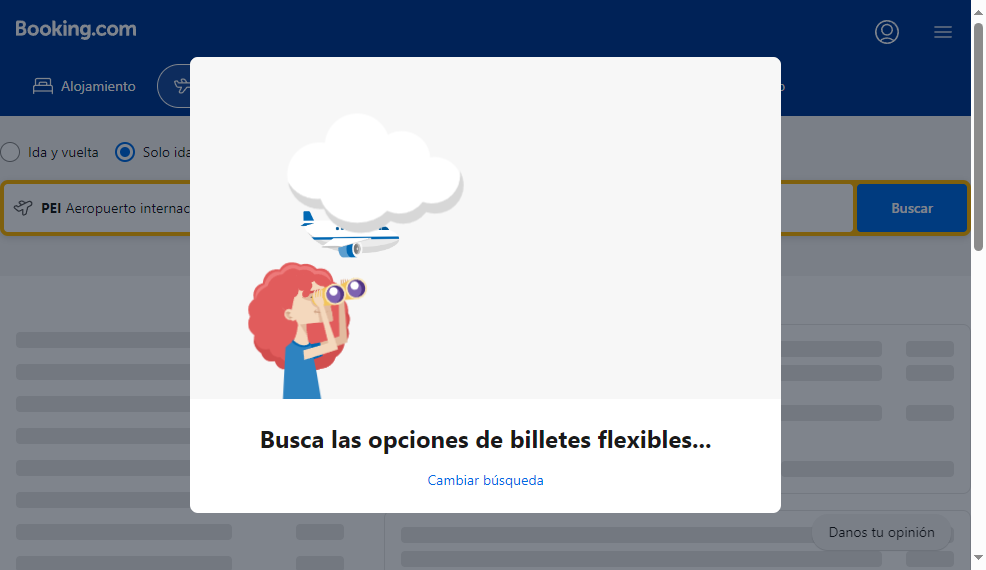 Booking.com
Alojamiento
Ida y vuelta
Solo ida
PEI Aeropuerto internac
Buscar
Busca las opciones de billetes flexibles...
Cambiar búsqueda
Danos tu opinión